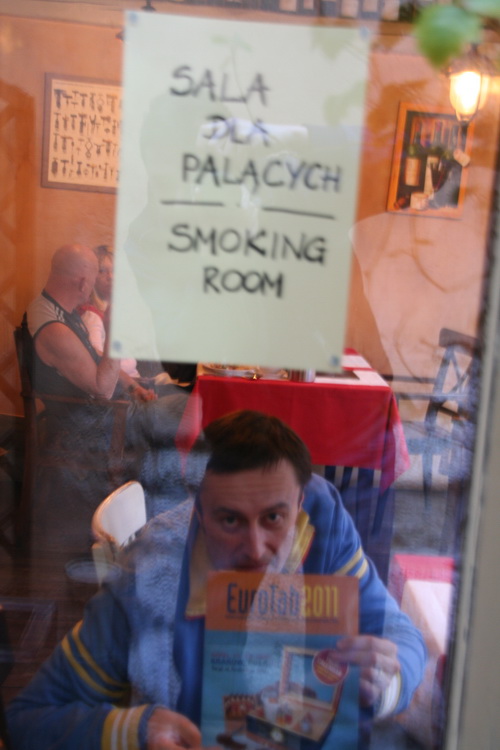 SALA
DLA
PALĄCYCH
SMOKING
ROOM
EuroTab2011